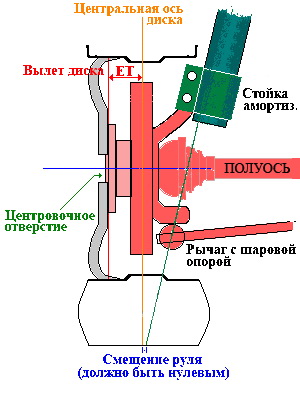 Центральная ось
диска
Вылет диска
ET
Стойка
амортиз.
ПОЛУОСЬ
Центровочное
отверстие
Рычаг с шаровой
опорой
Смещение руля
(должно быть нулевым)